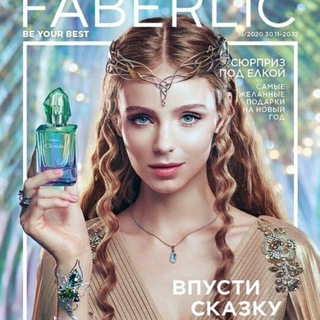 FABERLIC
BE YOUR BEST
14/2020 30.11–20.12
СЮРПРИЗ
ПОД ЕЛКОЙ
САМЫЕ
ЖЕЛАННЫЕ
ПОДАРКИ
НА НОВЫЙ
ГОД
ВПУСТИ
СКАЗКУ